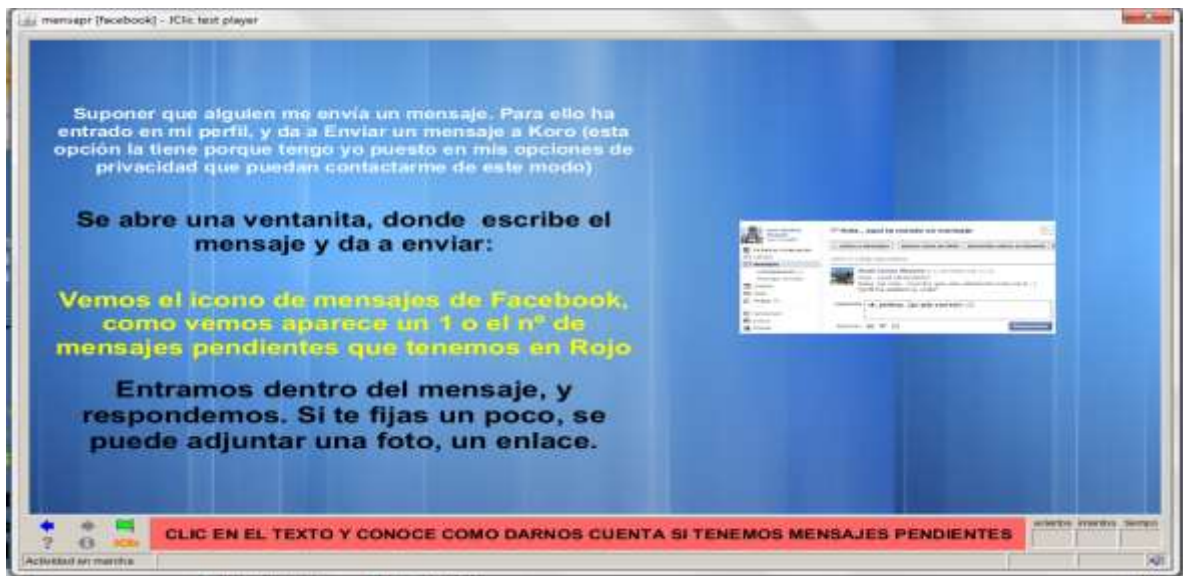 mensapr [facebook] - JClic test player
Suponer que alguien me envía un mensaje. Para ello ha
entrado en mi perfil, y da a Enviar un mensaje a Koro (esta
opción la tiene porque tengo yo puesto en mis opciones de
privacidad que puedan contactarme de este modo)
Se abre una ventanita, donde escribe el
mensaje y da a enviar:
Vemos el icono de mensajes de Facebook,
como vemos aparece un 1 o el nº de
mensajes pendientes que tenemos en Rojo
Entramos dentro del mensaje, y
respondemos. Si te fijas un poco, se
puede adjuntar una foto, un enlace.
CLIC EN EL TEXTO Y CONOCE COMO DARNOS CUENTA SI TENEMOS MENSAJES PENDIENTES
aciertos intentos tiempo
JClic
Actividad en marcha